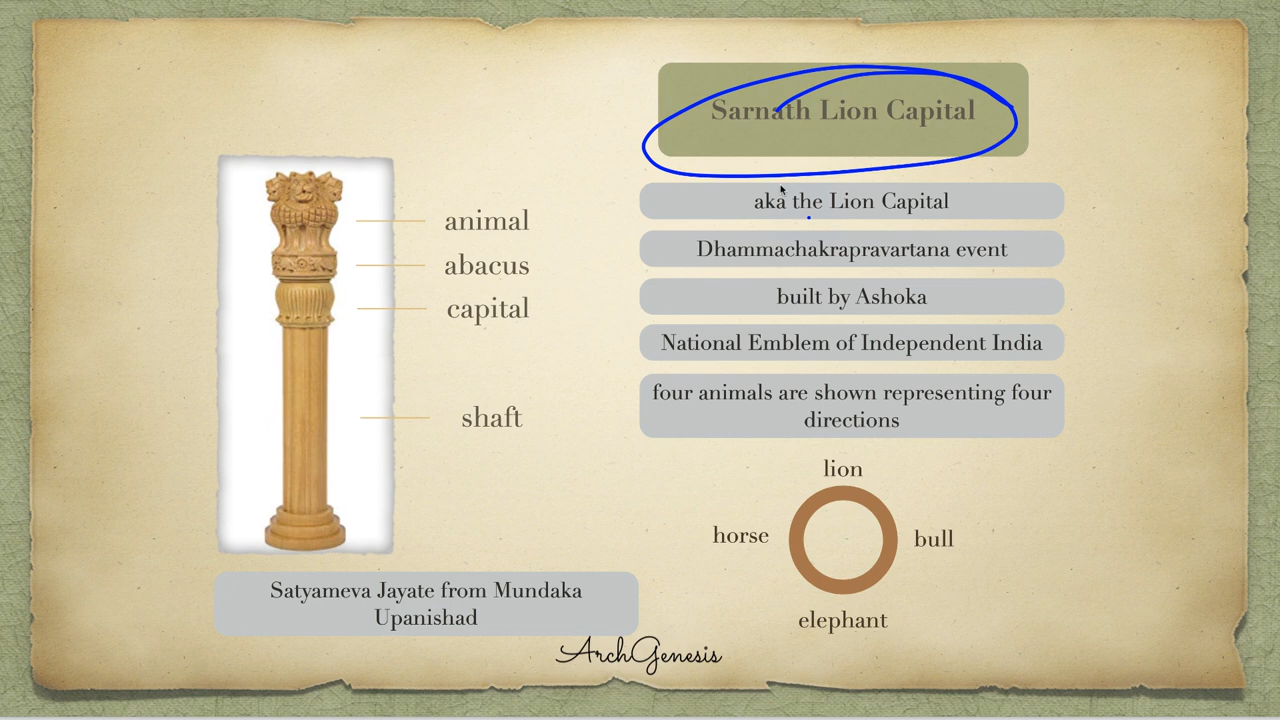 Sarnath Lion Capital
aka the Lion Capital
Dhammachakrapravartana event
built by Ashoka
National Emblem of Independent India
four animals are shown representing four
directions
animal
abacus
capital
shaft
lion
horse
bull
elephant
Satyameva Jayate from Mundaka
Upanishad
ArchGenesis